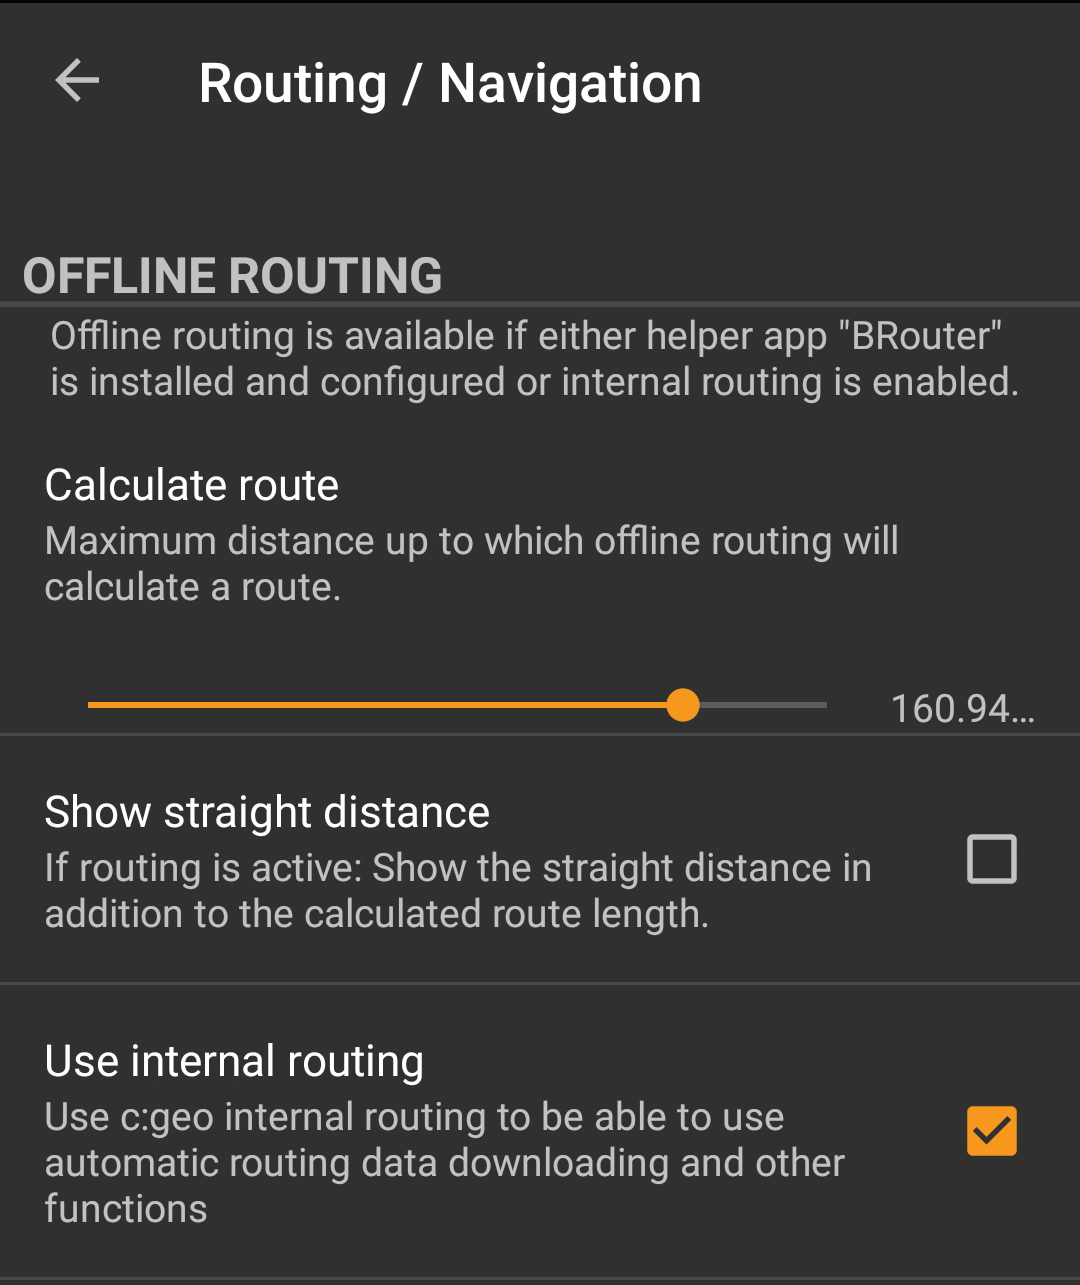 Routing / Navigation
OFFLINE ROUTING
Offline routing is available if either helper app "BRouter"
is installed and configured or internal routing is enabled.
Calculate route
Maximum distance up to which offline routing will
calculate a route.
160.94...
Show straight distance
If routing is active: Show the straight distance in
addition to the calculated route length.
Use internal routing
Use c:geo internal routing to be able to use
automatic routing data downloading and other
functions